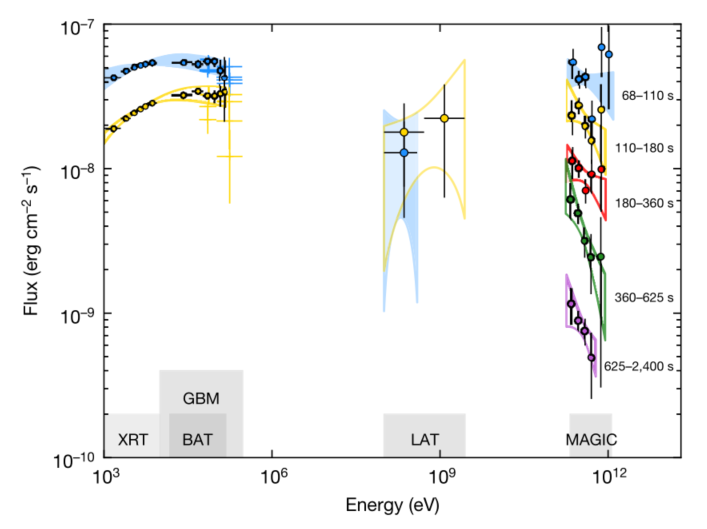 10⁻⁷
10⁻⁸
10⁻⁹
10⁻¹⁰
Flux (erg cm⁻² s⁻¹)
68–110 s
110–180 s
180–360 s
360–625 s
625–2,400 s
GBM
XRT BAT LAT MAGIC
10³ 10⁶ 10⁹ 10¹²
Energy (eV)